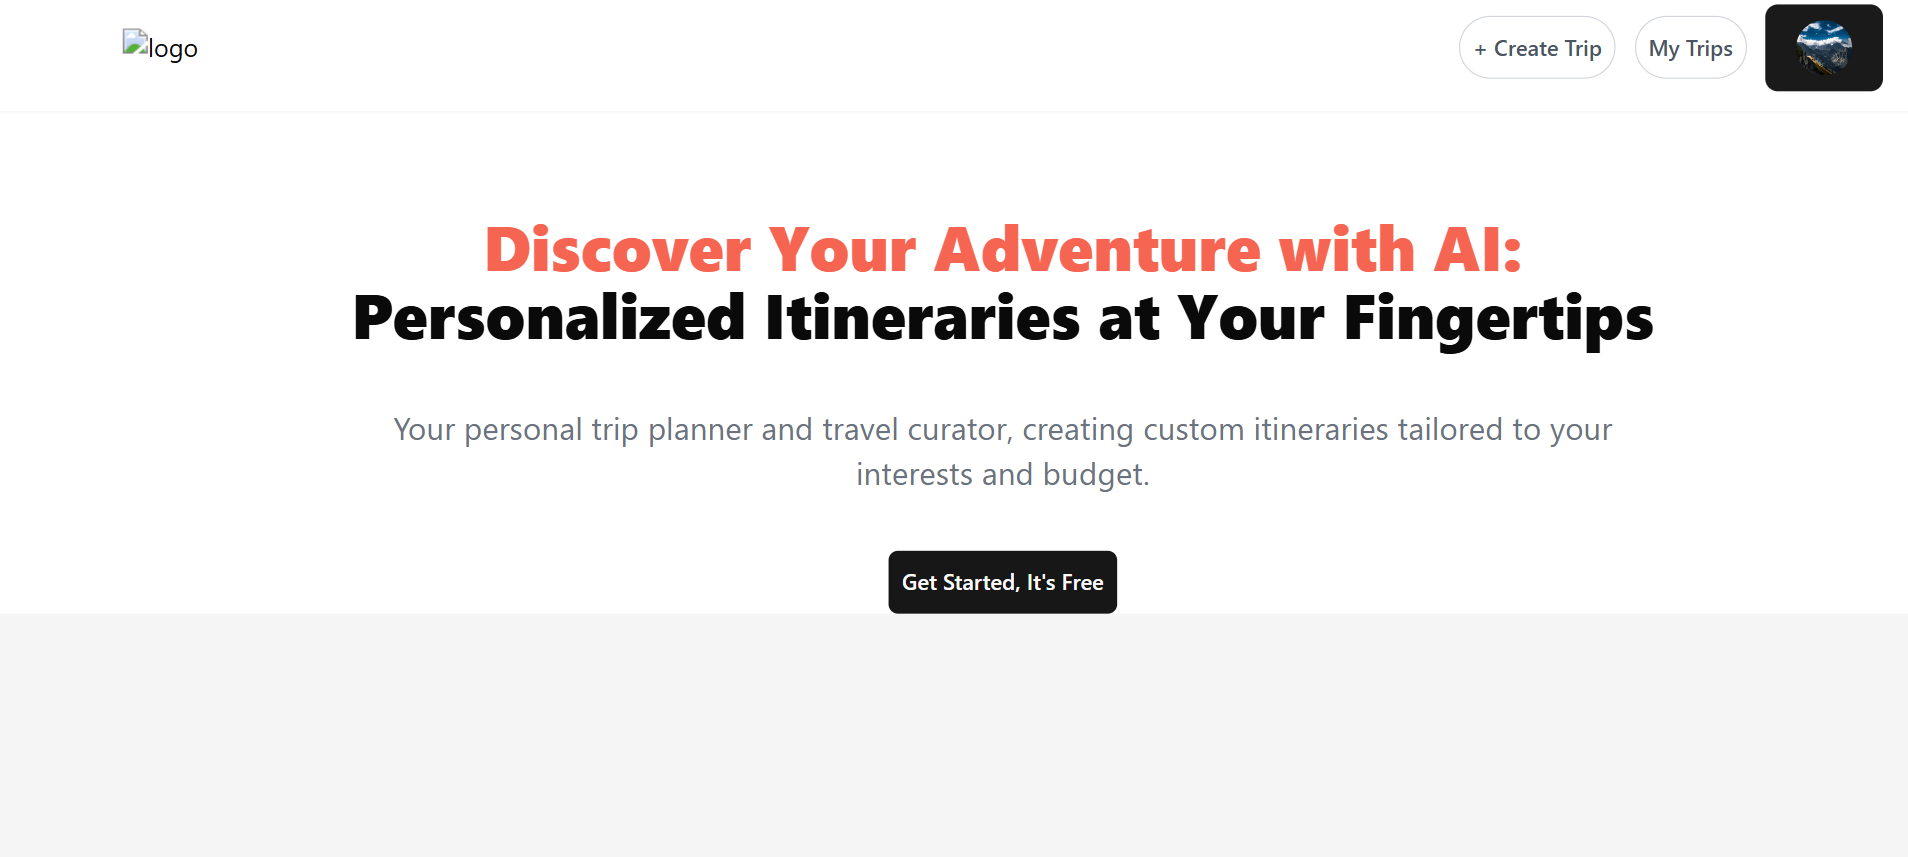 logo
+ Create Trip
My Trips
Discover Your Adventure with AI:
Personalized Itineraries at Your Fingertips
Your personal trip planner and travel curator, creating custom itineraries tailored to your
interests and budget.
Get Started, It's Free